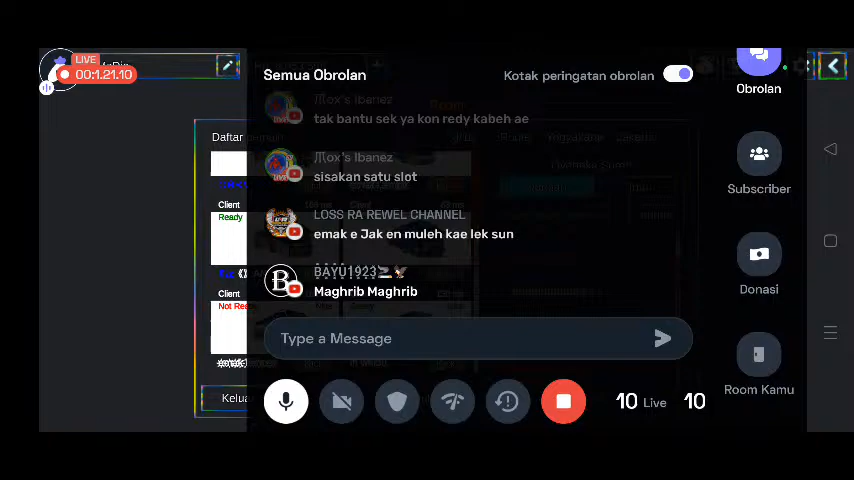 LIVE
00:1.21.10
Semua Obrolan
Kotak peringatan obrolan
Obrolan
Mox's Ibanez
tak bantu sek ya kon redy kabeh ae
Daftar
Mox's Ibanez
sisakan satu slot
Subscriber
Client
Ready
LOSS RA REWEL CHANNEL
emak e Jak en muleh kae lek sun
BAYU1923
Maghrib Maghrib
Donasi
Client
Not Re
Type a Message
Room Kamu
Kelua
10 Live 10